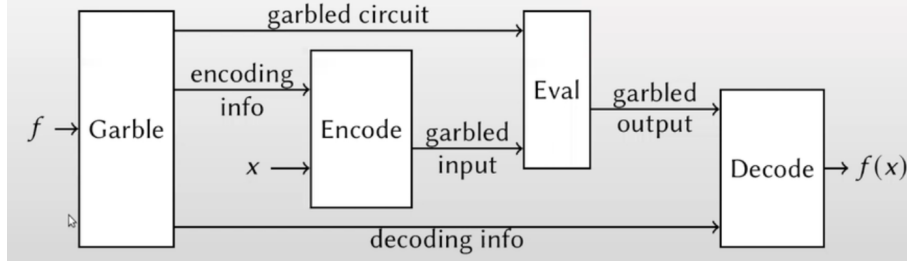 garbled circuit
encoding
info
f
Garble
x
Encode
garbled
input
Eval
garbled
output
Decode
f(x)
decoding info